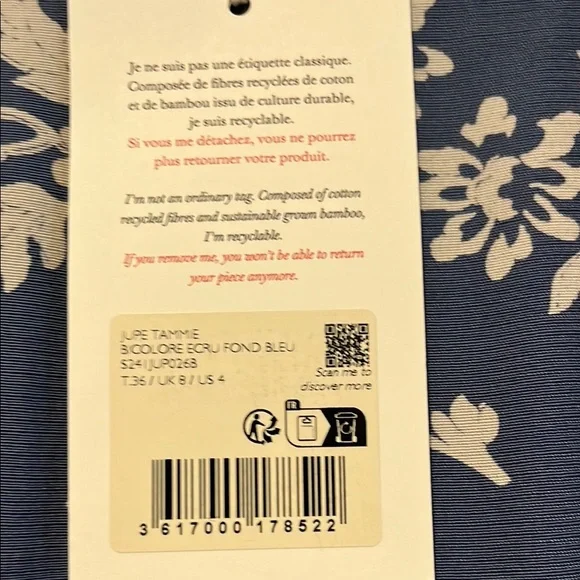 Je ne suis pas une étiquette classique.
Composée de fibres recyclées de coton
et de bambou issu de culture durable,
je suis recyclable.
Si vous me détachez, vous ne pourrez
plus retourner votre produit.
I'm not an ordinary tag. Composed of cotton
recycled fibres and sustainable grown bamboo,
I'm recyclable.
If you remove me, you won't be able to return
your piece anymore.
JUPE TAMMIE
BICOLORE ECRU FOND BLEU
S241JUP026B
T.36 / UK 8 / US 4
Scan me to
discover more
FR
3 617000 178522